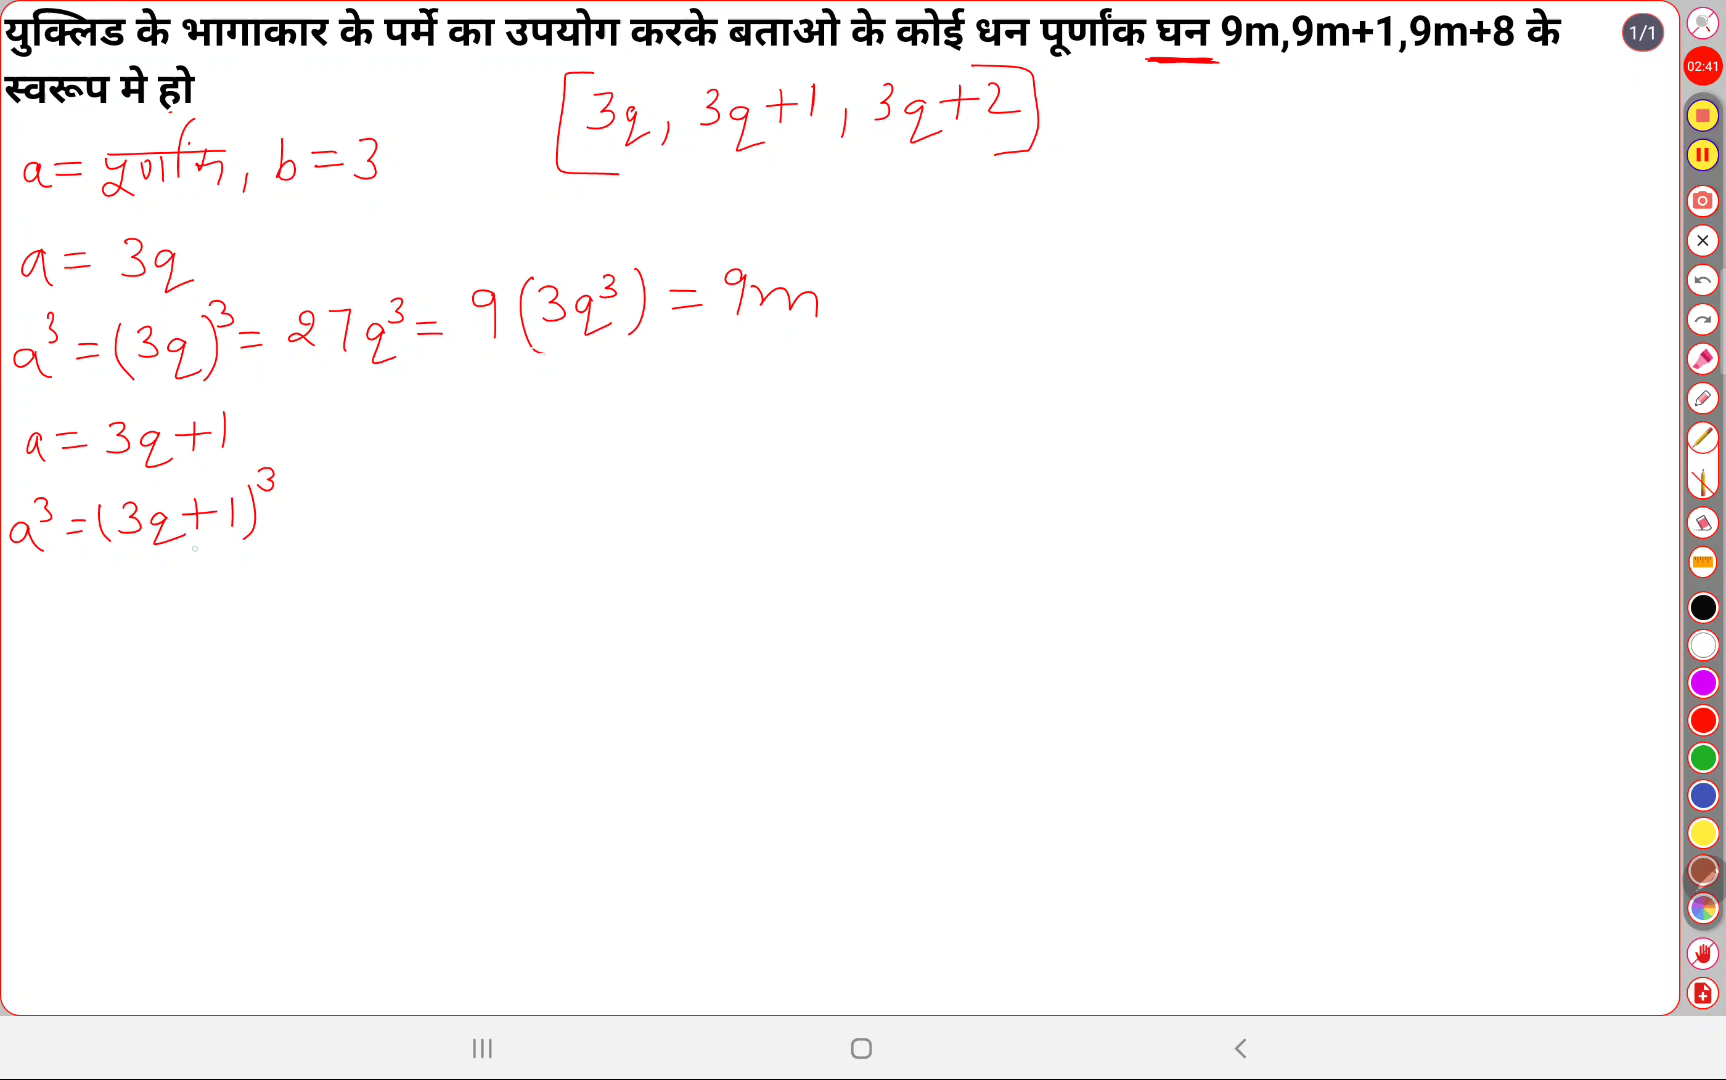 युक्लिड के भागाकार के पर्मे का उपयोग करके बताओ के कोई धन पूर्णांक घन 9m,9m+1,9m+8 के
स्वरूप मे हो
1/1
02:41
[3q, 3q+1, 3q+2]
a = पूर्णांक, b = 3
a = 3q
a³ = (3q)³ = 27q³ = 9(3q³) = 9m
a = 3q+1
a³ = (3q+1)³